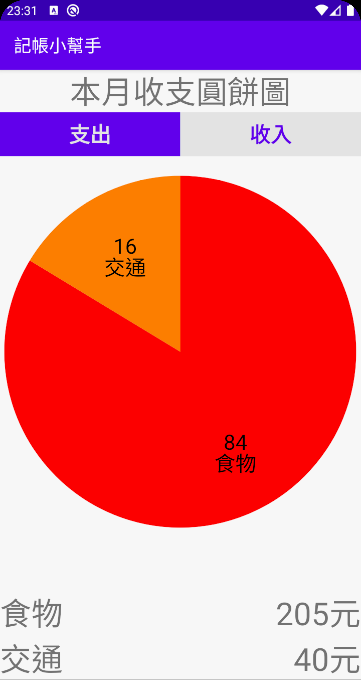 23:31
記帳小幫手
本月收支圓餅圖
支出 收入
16
交通
84
食物
食物 205元
交通 40元